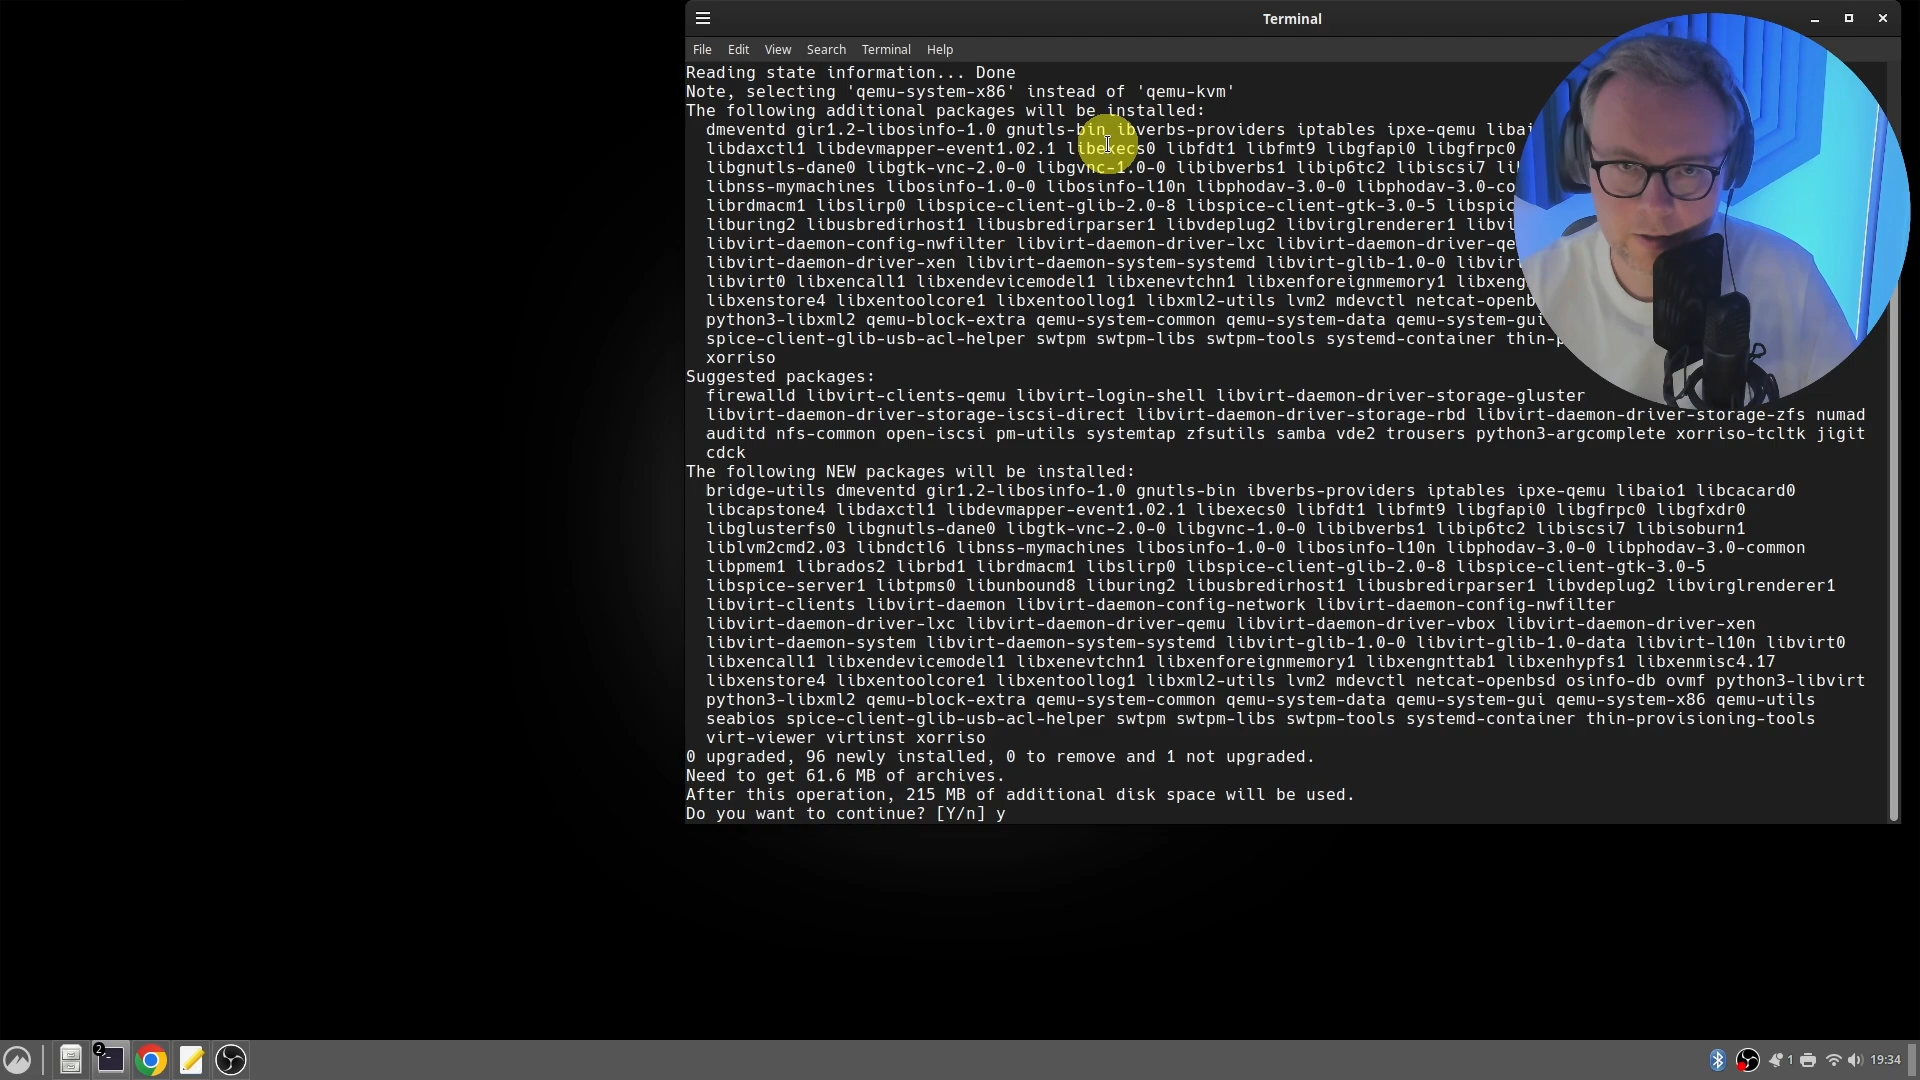 Terminal
File Edit View Search Terminal Help
Reading state information... Done
Note, selecting 'qemu-system-x86' instead of 'qemu-kvm'
The following additional packages will be installed:
dmeventd gir1.2-libosinfo-1.0 gnutls-bin ibverbs-providers iptables ipxe-qemu
libdaxctl1 libdevmapper-event1.02.1 libexecs0 libfdt1 libfmt9 libgfapi0 libgfrpc0
libgnutls-dane0 libgtk-vnc-2.0-0 libgvnc-1.0-0 libibverbs1 libip6tc2 libiscsi7
libnss-mymachines libosinfo-1.0-0 libosinfo-l10n libphodav-3.0-0
librdmacm1 libslirp0 libspice-client-glib-2.0-8 libspice-client-gtk-3.0-5
liburing2 libusbredirhost1 libusbredirparser1 libvdeplug2 libvirglrenderer1
libvirt-daemon-config-nwfilter libvirt-daemon-driver-lxc
libvirt-daemon-driver-xen libvirt-daemon-system-systemd libvirt-glib-1.0-0
libvirt0 libxencall1 libxendevicemodel1 libxenevtchn1 libxenforeignmemory1
libxenstore4 libxentoolcore1 libxentoollog1 libxml2-utils lvm2 mdevctl
python3-libxml2 qemu-block-extra qemu-system-common qemu-system-data qemu-system-gui
spice-client-glib-usb-acl-helper swtpm swtpm-libs swtpm-tools systemd-container
xorriso
Suggested packages:
firewalld libvirt-clients-qemu libvirt-login-shell libvirt-daemon-driver-storage-gluster
libvirt-daemon-driver-storage-iscsi-direct libvirt-daemon-driver-storage-rbd libvirt-daemon-driver-storage-zfs numad
auditd nfs-common open-iscsi pm-utils systemtap zfsutils samba vde2 trousers python3-argcomplete xorriso-tcltk jigit
cdck
The following NEW packages will be installed:
bridge-utils dmeventd gir1.2-libosinfo-1.0 gnutls-bin ibverbs-providers iptables ipxe-qemu libaio1 libcacard0
libcapstone4 libdaxctl1 libdevmapper-event1.02.1 libexecs0 libfdt1 libfmt9 libgfapi0 libgfrpc0 libgfxdr0
libglusterfs0 libgnutls-dane0 libgtk-vnc-2.0-0 libgvnc-1.0-0 libibverbs1 libip6tc2 libiscsi7 libisoburn1
liblvm2cmd2.03 libndctl6 libnss-mymachines libosinfo-1.0-0 libosinfo-l10n libphodav-3.0-0 libphodav-3.0-common
libpmem1 librados2 librbd1 librdmacm1 libslirp0 libspice-client-glib-2.0-8 libspice-client-gtk-3.0-5
libspice-server1 libtpms0 libunbound8 liburing2 libusbredirhost1 libusbredirparser1 libvdeplug2 libvirglrenderer1
libvirt-clients libvirt-daemon libvirt-daemon-config-network libvirt-daemon-config-nwfilter
libvirt-daemon-driver-lxc libvirt-daemon-driver-qemu libvirt-daemon-driver-vbox libvirt-daemon-driver-xen
libvirt-daemon-system libvirt-daemon-system-systemd libvirt-glib-1.0-0 libvirt-glib-1.0-data libvirt-l10n libvirt0
libxencall1 libxendevicemodel1 libxenevtchn1 libxenforeignmemory1 libxengnttab1 libxenhypfs1 libxenmisc4.17
libxenstore4 libxentoolcore1 libxentoollog1 libxml2-utils lvm2 mdevctl netcat-openbsd osinfo-db ovmf python3-libvirt
python3-libxml2 qemu-block-extra qemu-system-common qemu-system-data qemu-system-gui qemu-system-x86 qemu-utils
seabios spice-client-glib-usb-acl-helper swtpm swtpm-libs swtpm-tools systemd-container thin-provisioning-tools
virt-viewer virtinst xorriso
0 upgraded, 96 newly installed, 0 to remove and 1 not upgraded.
Need to get 61.6 MB of archives.
After this operation, 215 MB of additional disk space will be used.
Do you want to continue? [Y/n] y
2
1
19:34